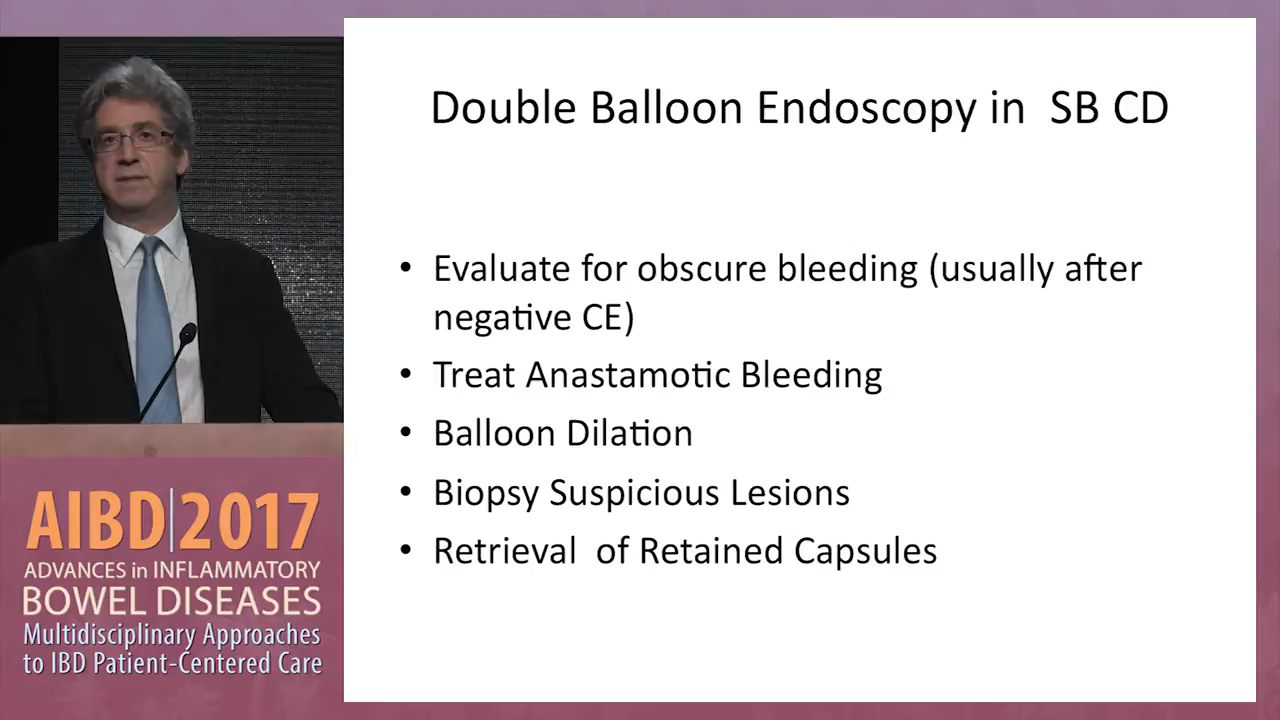 Double Balloon Endoscopy in SB CD
• Evaluate for obscure bleeding (usually after
negative CE)
• Treat Anastamotic Bleeding
• Balloon Dilation
• Biopsy Suspicious Lesions
• Retrieval of Retained Capsules
AIBD|2017
ADVANCES in INFLAMMATORY
BOWEL DISEASES
Multidisciplinary Approaches
to IBD Patient-Centered Care